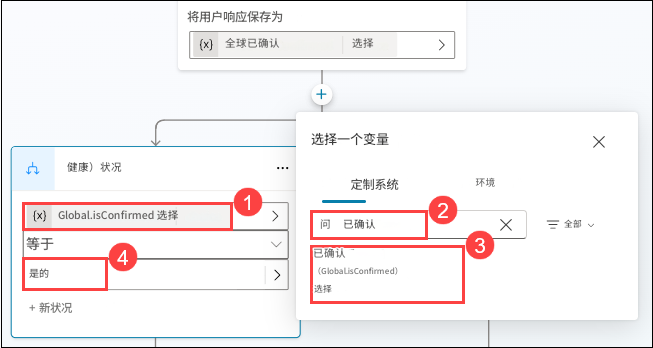 将用户响应保存为
{x} 全球已确认 选择
健康）状况
{x} Global.isConfirmed 选择
1
等于
是的
4
+ 新状况
选择一个变量
定制系统 环境
问 已确认
2
全部
3
已确认
（Global.isConfirmed）
选择